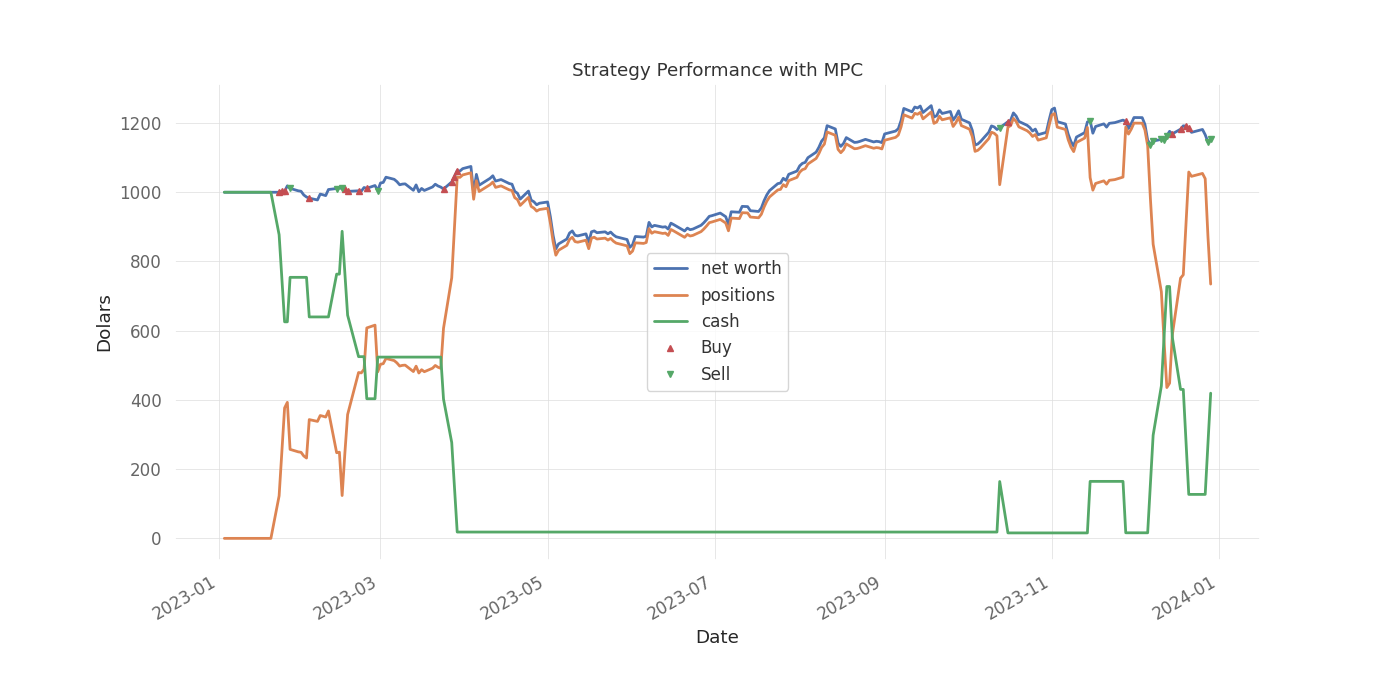 Strategy Performance with MPC
Dolars
1200
1000
800
600
400
200
0
net worth
positions
cash
Buy
Sell
2023-01
2023-03
2023-05
2023-07
2023-09
2023-11
2024-01
Date